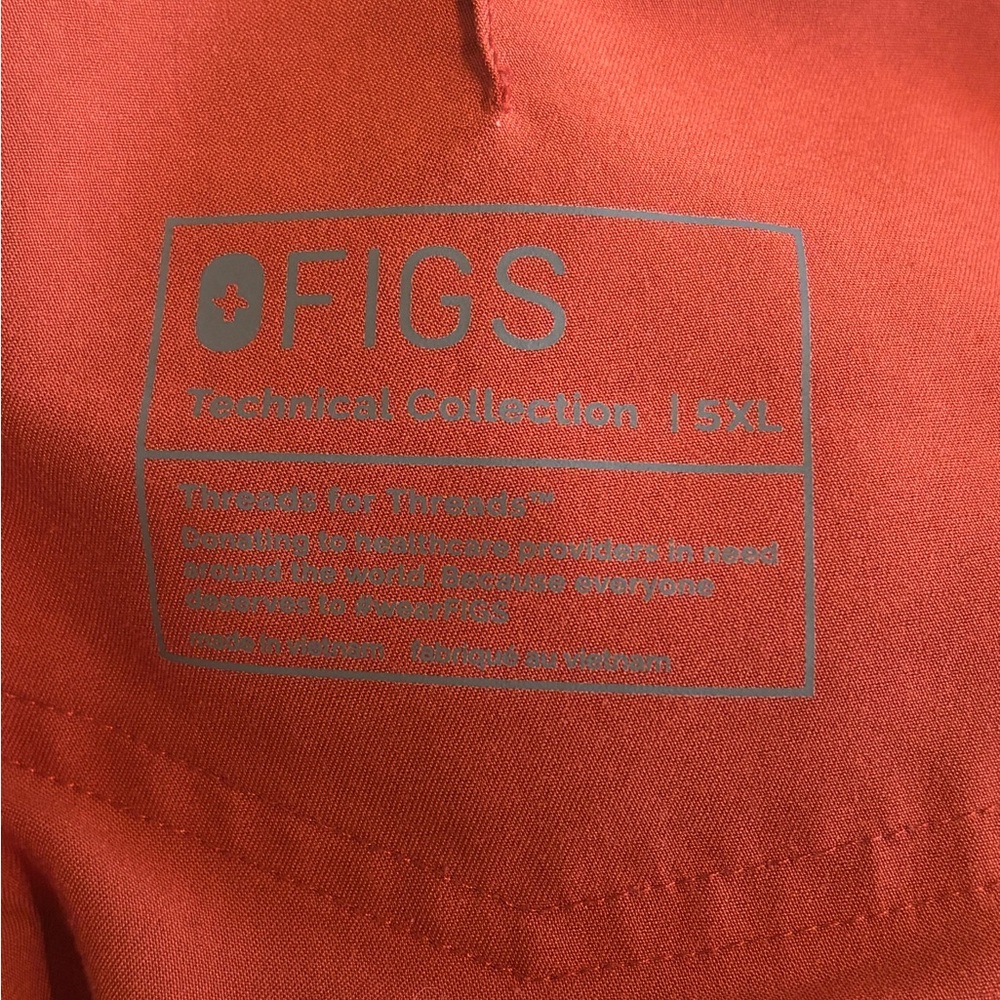 FIGS
Technical Collection | 5XL
Threads for Threads™
Donating to healthcare providers in need
around the world. Because everyone
deserves to #wearFIGS
made in vietnam fabriqué au vietnam